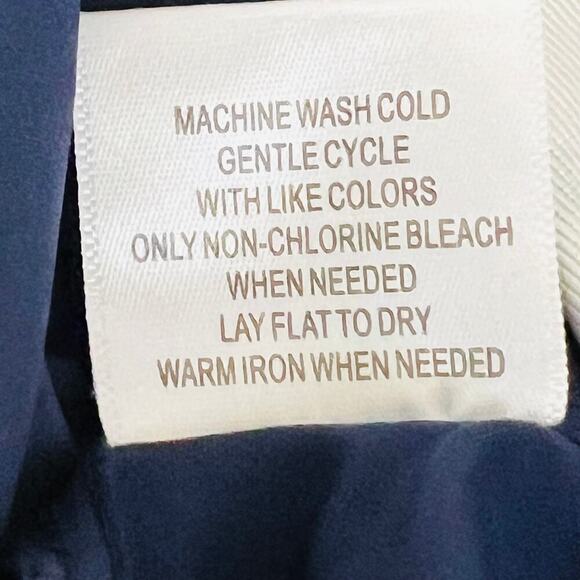 MACHINE WASH COLD
GENTLE CYCLE
WITH LIKE COLORS
ONLY NON-CHLORINE BLEACH
WHEN NEEDED
LAY FLAT TO DRY
WARM IRON WHEN NEEDED